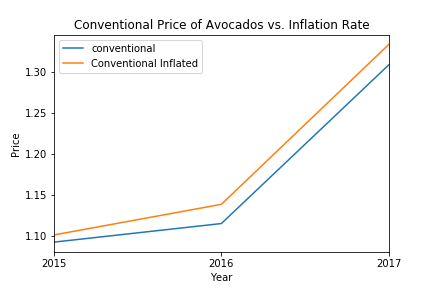 Conventional Price of Avocados vs. Inflation Rate
conventional
Conventional Inflated
1.30
1.25
1.20
1.15
1.10
Price
2015
2016
2017
Year